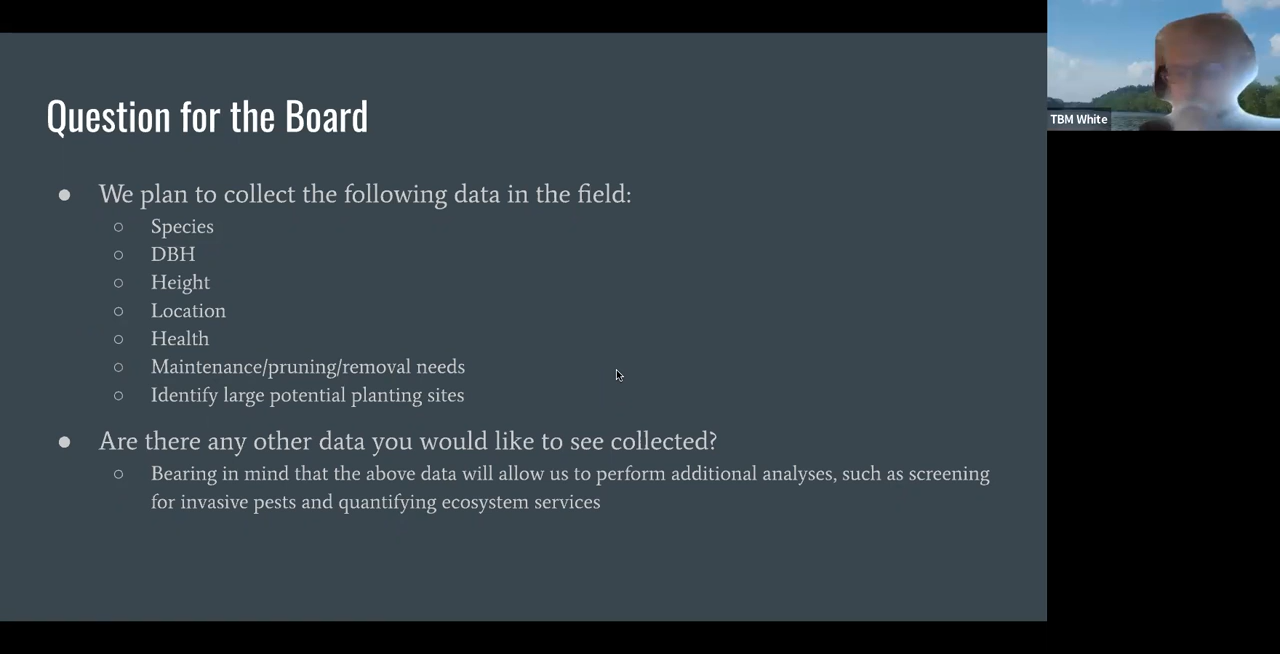 Question for the Board
● We plan to collect the following data in the field:
○ Species
○ DBH
○ Height
○ Location
○ Health
○ Maintenance/pruning/removal needs
○ Identify large potential planting sites
● Are there any other data you would like to see collected?
○ Bearing in mind that the above data will allow us to perform additional analyses, such as screening
for invasive pests and quantifying ecosystem services
TBM White